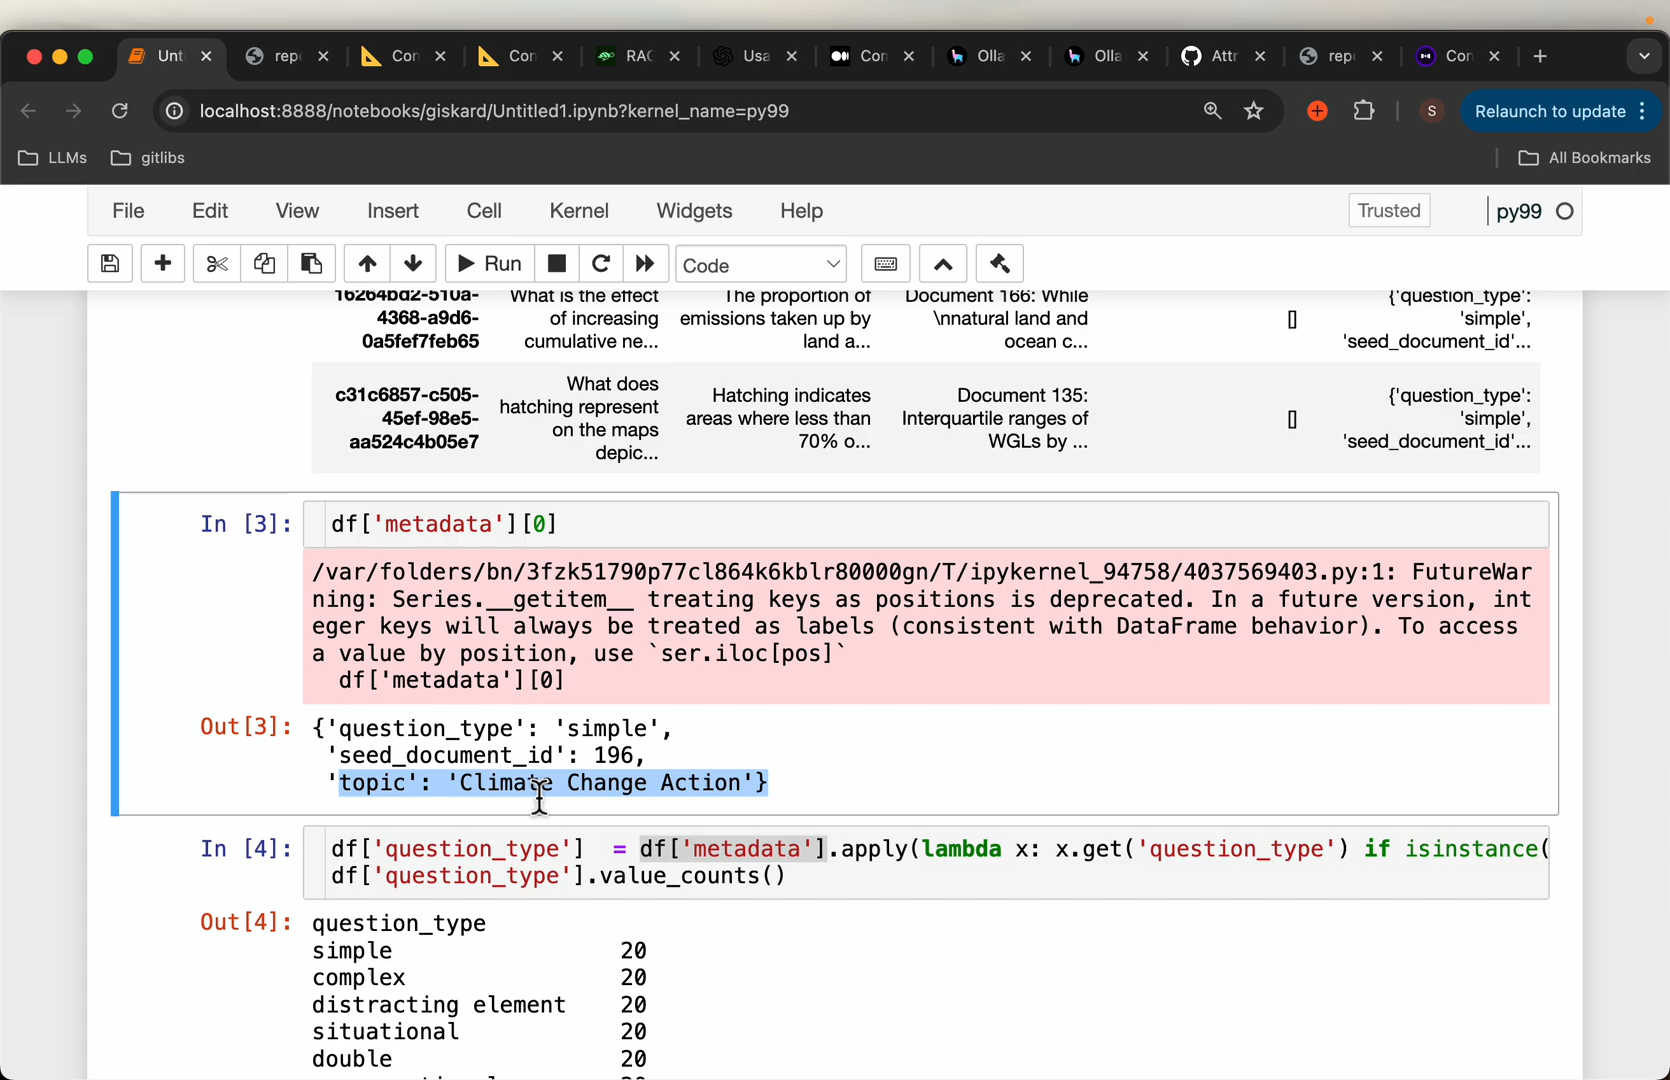 Unt
repo
Con
Con
RAG
Usa
Con
Olla
Olla
Attr
repo
Con
localhost:8888/notebooks/giskard/Untitled1.ipynb?kernel_name=py99
S
Relaunch to update
LLMs
gitlibs
All Bookmarks
File Edit View Insert Cell Kernel Widgets Help
Trusted
py99
Run
Code
16264bd2-510a-
4368-a9d6-
0a5fef7feb65
What is the effect
of increasing
cumulative ne...
The proportion of
emissions taken up by
land a...
Document 166: While
\nnatural land and
ocean c...
[]
{'question_type':
'simple',
'seed_document_id'...
c31c6857-c505-
45ef-98e5-
aa524c4b05e7
What does
hatching represent
on the maps
depic...
Hatching indicates
areas where less than
70% o...
Document 135:
Interquartile ranges of
WGLs by ...
[]
{'question_type':
'simple',
'seed_document_id'...
In [3]: df['metadata'][0]
/var/folders/bn/3fzk51790p77cl864k6kblr80000gn/T/ipykernel_94758/4037569403.py:1: FutureWar
ning: Series.__getitem__ treating keys as positions is deprecated. In a future version, int
eger keys will always be treated as labels (consistent with DataFrame behavior). To access
a value by position, use `ser.iloc[pos]`
df['metadata'][0]
Out[3]: {'question_type': 'simple',
'seed_document_id': 196,
'topic': 'Climate Change Action'}
In [4]: df['question_type'] = df['metadata'].apply(lambda x: x.get('question_type') if isinstance(
df['question_type'].value_counts()
Out[4]: question_type
simple 20
complex 20
distracting element 20
situational 20
double 20